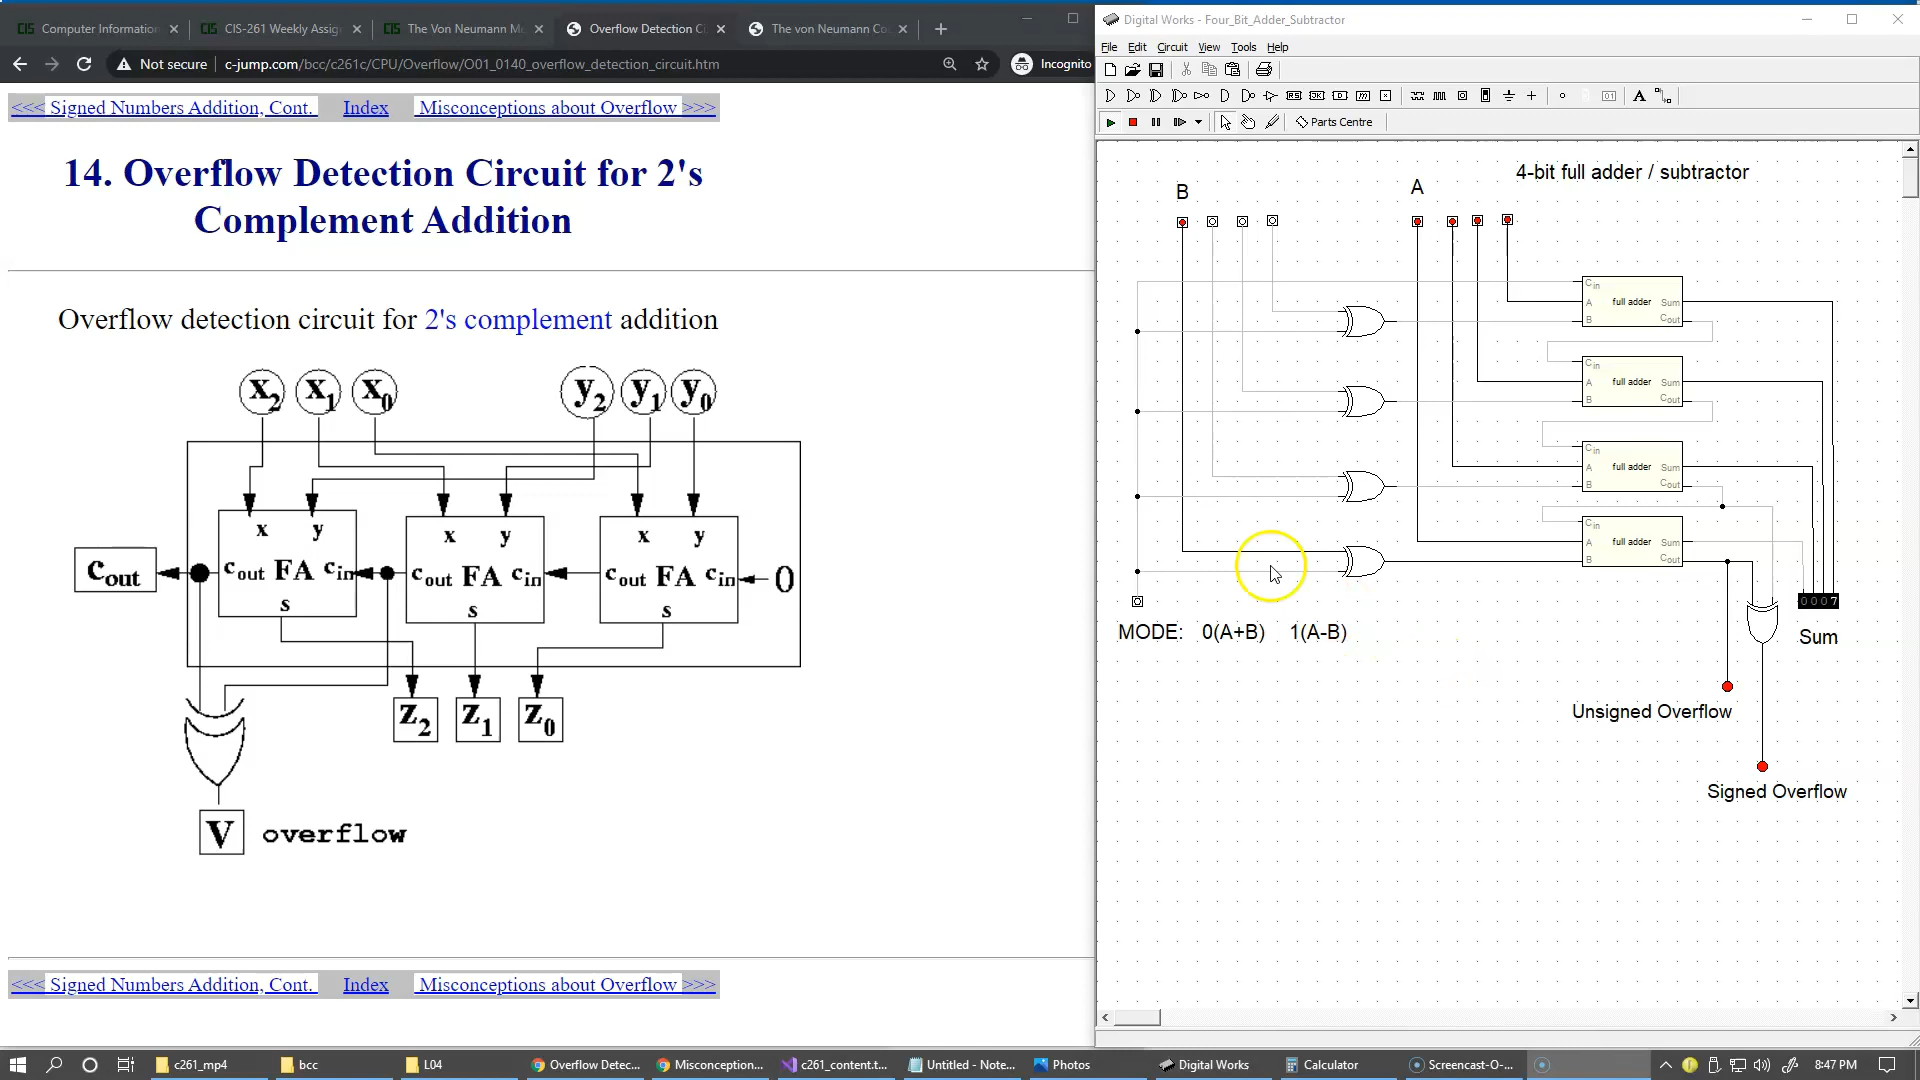 Computer Information
CIS-261 Weekly Assig
The Von Neumann M
Overflow Detection C
The von Neumann Co
Not secure
c-jump.com/bcc/c261c/CPU/Overflow/O01_0140_overflow_detection_circuit.htm
Incognito
<<< Signed Numbers Addition, Cont. Index Misconceptions about Overflow >>>
14. Overflow Detection Circuit for 2's
Complement Addition
Overflow detection circuit for 2's complement addition
x2 x1 x0 y2 y1 y0
x y x y x y
cout cout FA cin cout FA cin cout FA cin 0
s s s
z2 z1 z0
V overflow
<<< Signed Numbers Addition, Cont. Index Misconceptions about Overflow >>>
Digital Works - Four_Bit_Adder_Subtractor
File Edit Circuit View Tools Help
Parts Centre
4-bit full adder / subtractor
B
A
Cin
A full adder Sum
B Cout
Cin
A full adder Sum
B Cout
Cin
A full adder Sum
B Cout
Cin
A full adder Sum
B Cout
0007
MODE: 0(A+B) 1(A-B)
Sum
Unsigned Overflow
Signed Overflow
c261_mp4
bcc
L04
Overflow Detec...
Misconception...
c261_content.t...
Untitled - Note...
Photos
Digital Works
Calculator
Screencast-O-...
8:47 PM